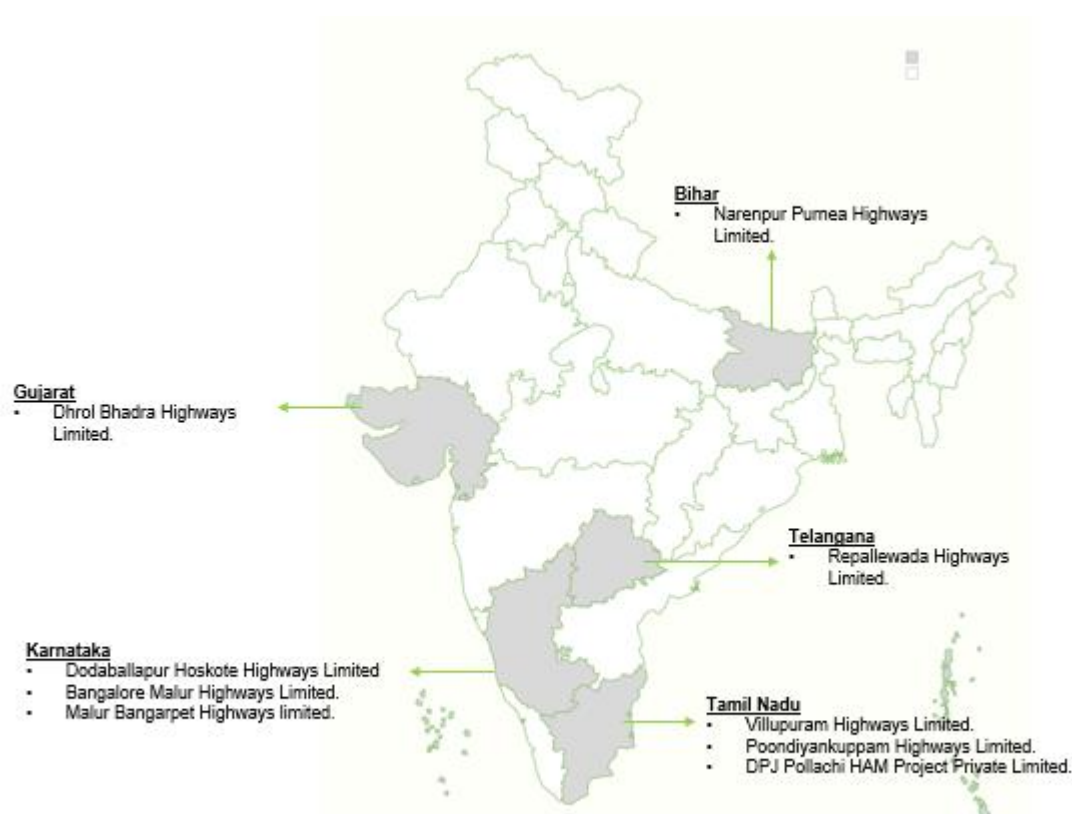 Bihar
▪ Narenpur Purnea Highways
Limited.
Gujarat
▪ Dhrol Bhadra Highways
Limited.
Telangana
▪ Repallewada Highways
Limited.
Karnataka
▪ Dodaballapur Hoskote Highways Limited
▪ Bangalore Malur Highways Limited.
▪ Malur Bangarpet Highways limited.
Tamil Nadu
▪ Villupuram Highways Limited.
▪ Poondiyankuppam Highways Limited.
▪ DPJ Pollachi HAM Project Private Limited.